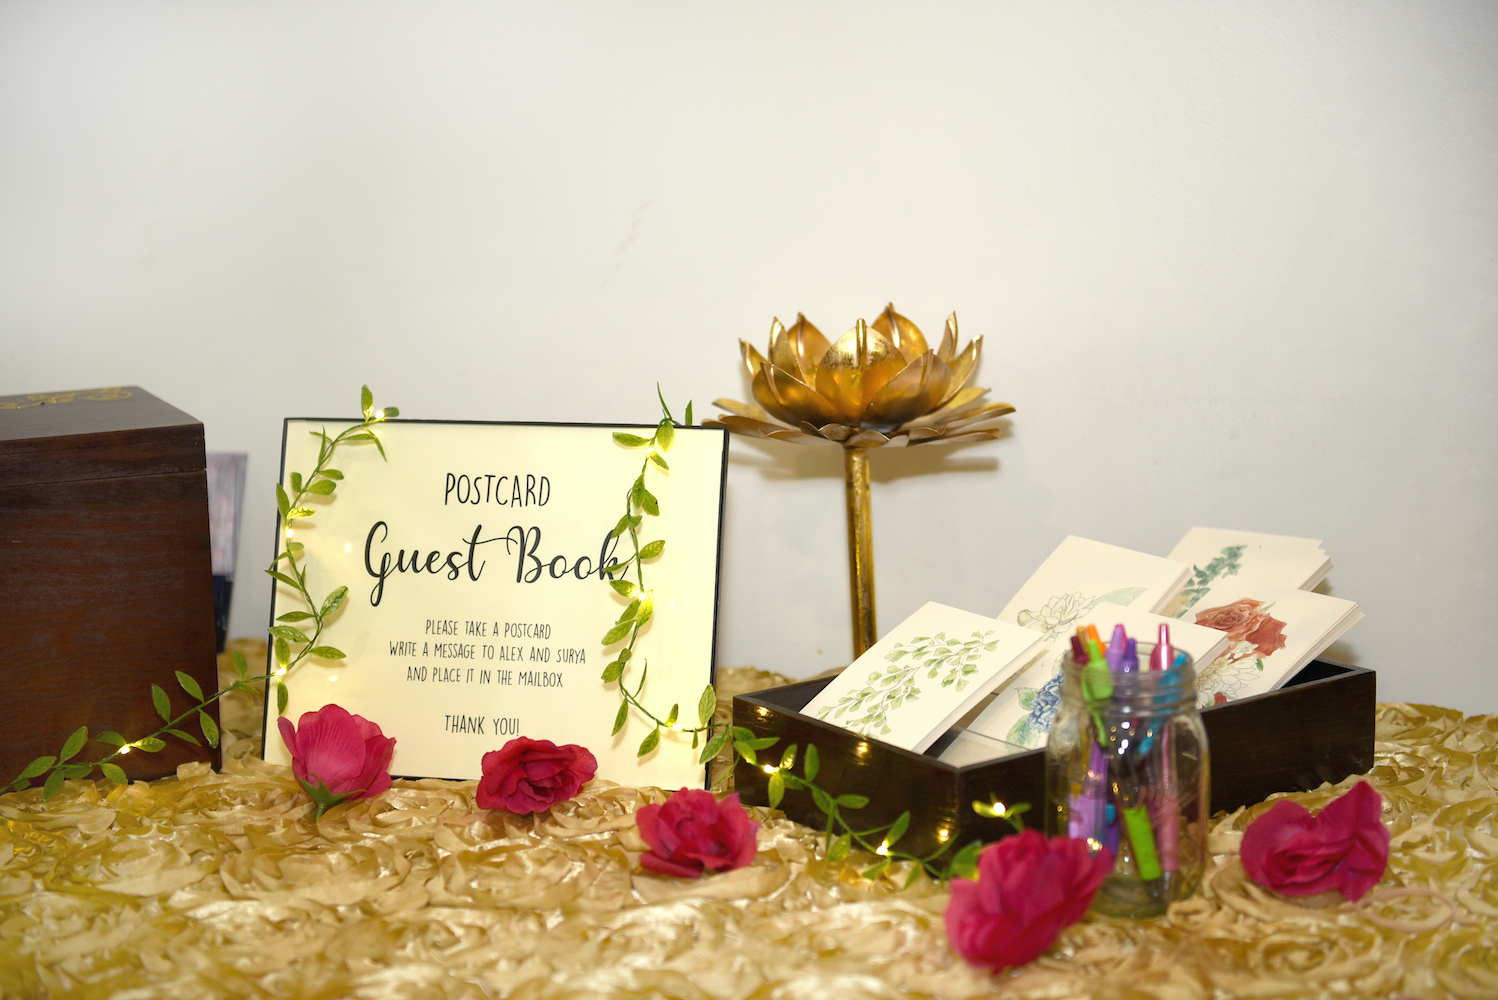 POSTCARD
Guest Book
PLEASE TAKE A POSTCARD
WRITE A MESSAGE TO ALEX AND SURYA
AND PLACE IT IN THE MAILBOX
THANK YOU!